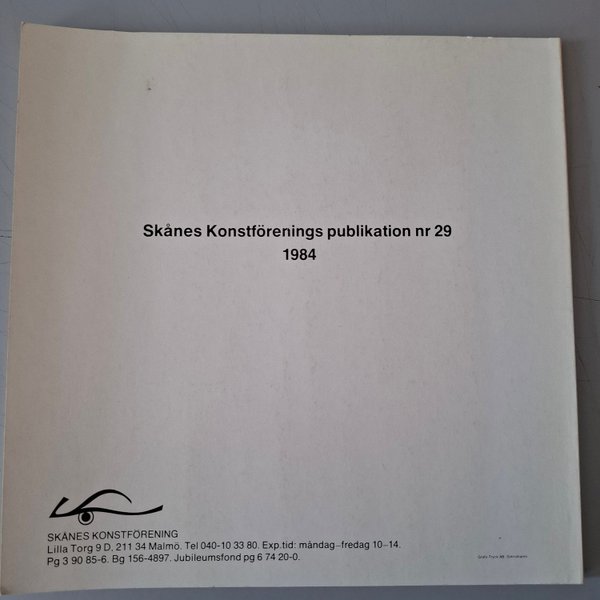 Skånes Konstförenings publikation nr 29
1984
SKÅNES KONSTFÖRENING
Lilla Torg 9 D, 211 34 Malmö. Tel 040-10 33 80. Exp.tid: måndag–fredag 10–14.
Pg 3 90 85-6. Bg 156-4897. Jubileumsfond pg 6 74 20-0.